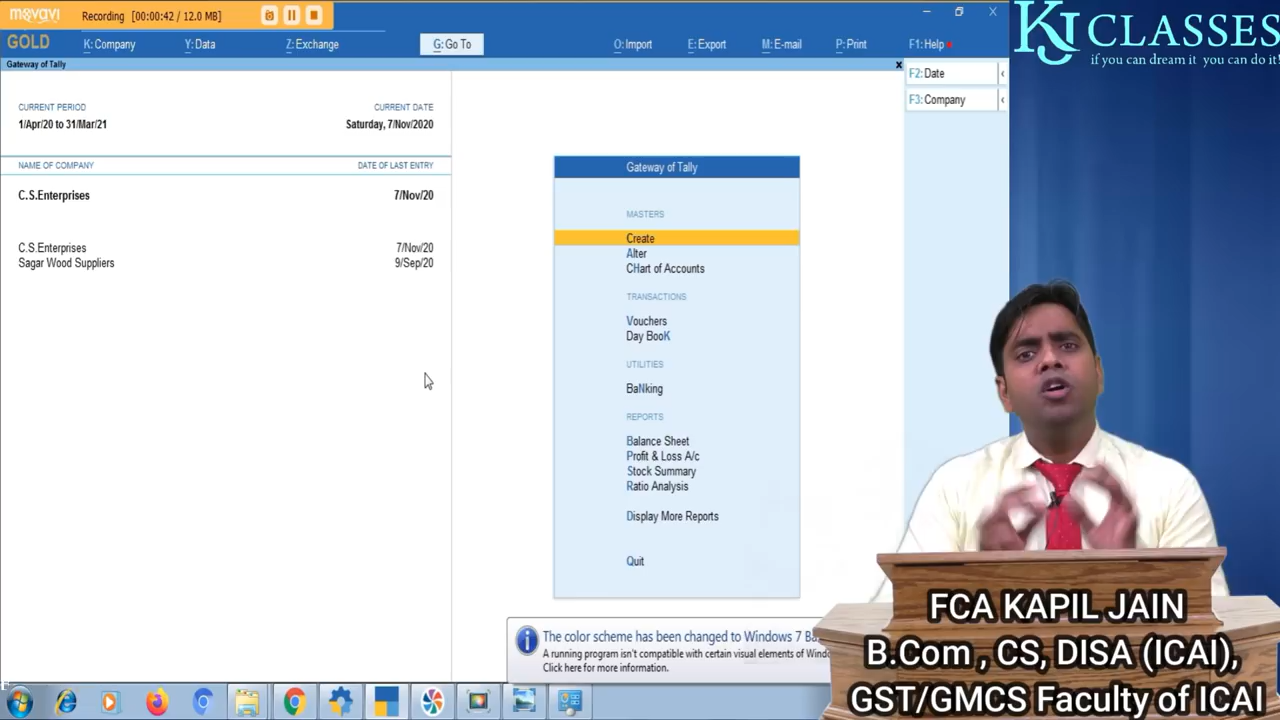 movavi
Recording [00:00:42 / 12.0 MB]
GOLD
K: Company
Y: Data
Z: Exchange
G: Go To
O: Import
E: Export
M: E-mail
P: Print
F1: Help
Gateway of Tally
x
CURRENT PERIOD
CURRENT DATE
1/Apr/20 to 31/Mar/21
Saturday, 7/Nov/2020
NAME OF COMPANY
DATE OF LAST ENTRY
C.S.Enterprises
7/Nov/20
C.S.Enterprises
7/Nov/20
Sagar Wood Suppliers
9/Sep/20
Gateway of Tally
MASTERS
Create
Alter
CHart of Accounts
TRANSACTIONS
Vouchers
Day BooK
UTILITIES
BaNking
REPORTS
Balance Sheet
Profit & Loss A/c
Stock Summary
Ratio Analysis
Display More Reports
Quit
F2: Date
F3: Company
KJ CLASSES
if you can dream it you can do it!
The color scheme has been changed to Windows 7
A running program isn't compatible with certain visual elements of
Click here for more information.
FCA KAPIL JAIN
B.Com , CS, DISA (ICAI),
GST/GMCS Faculty of ICAI